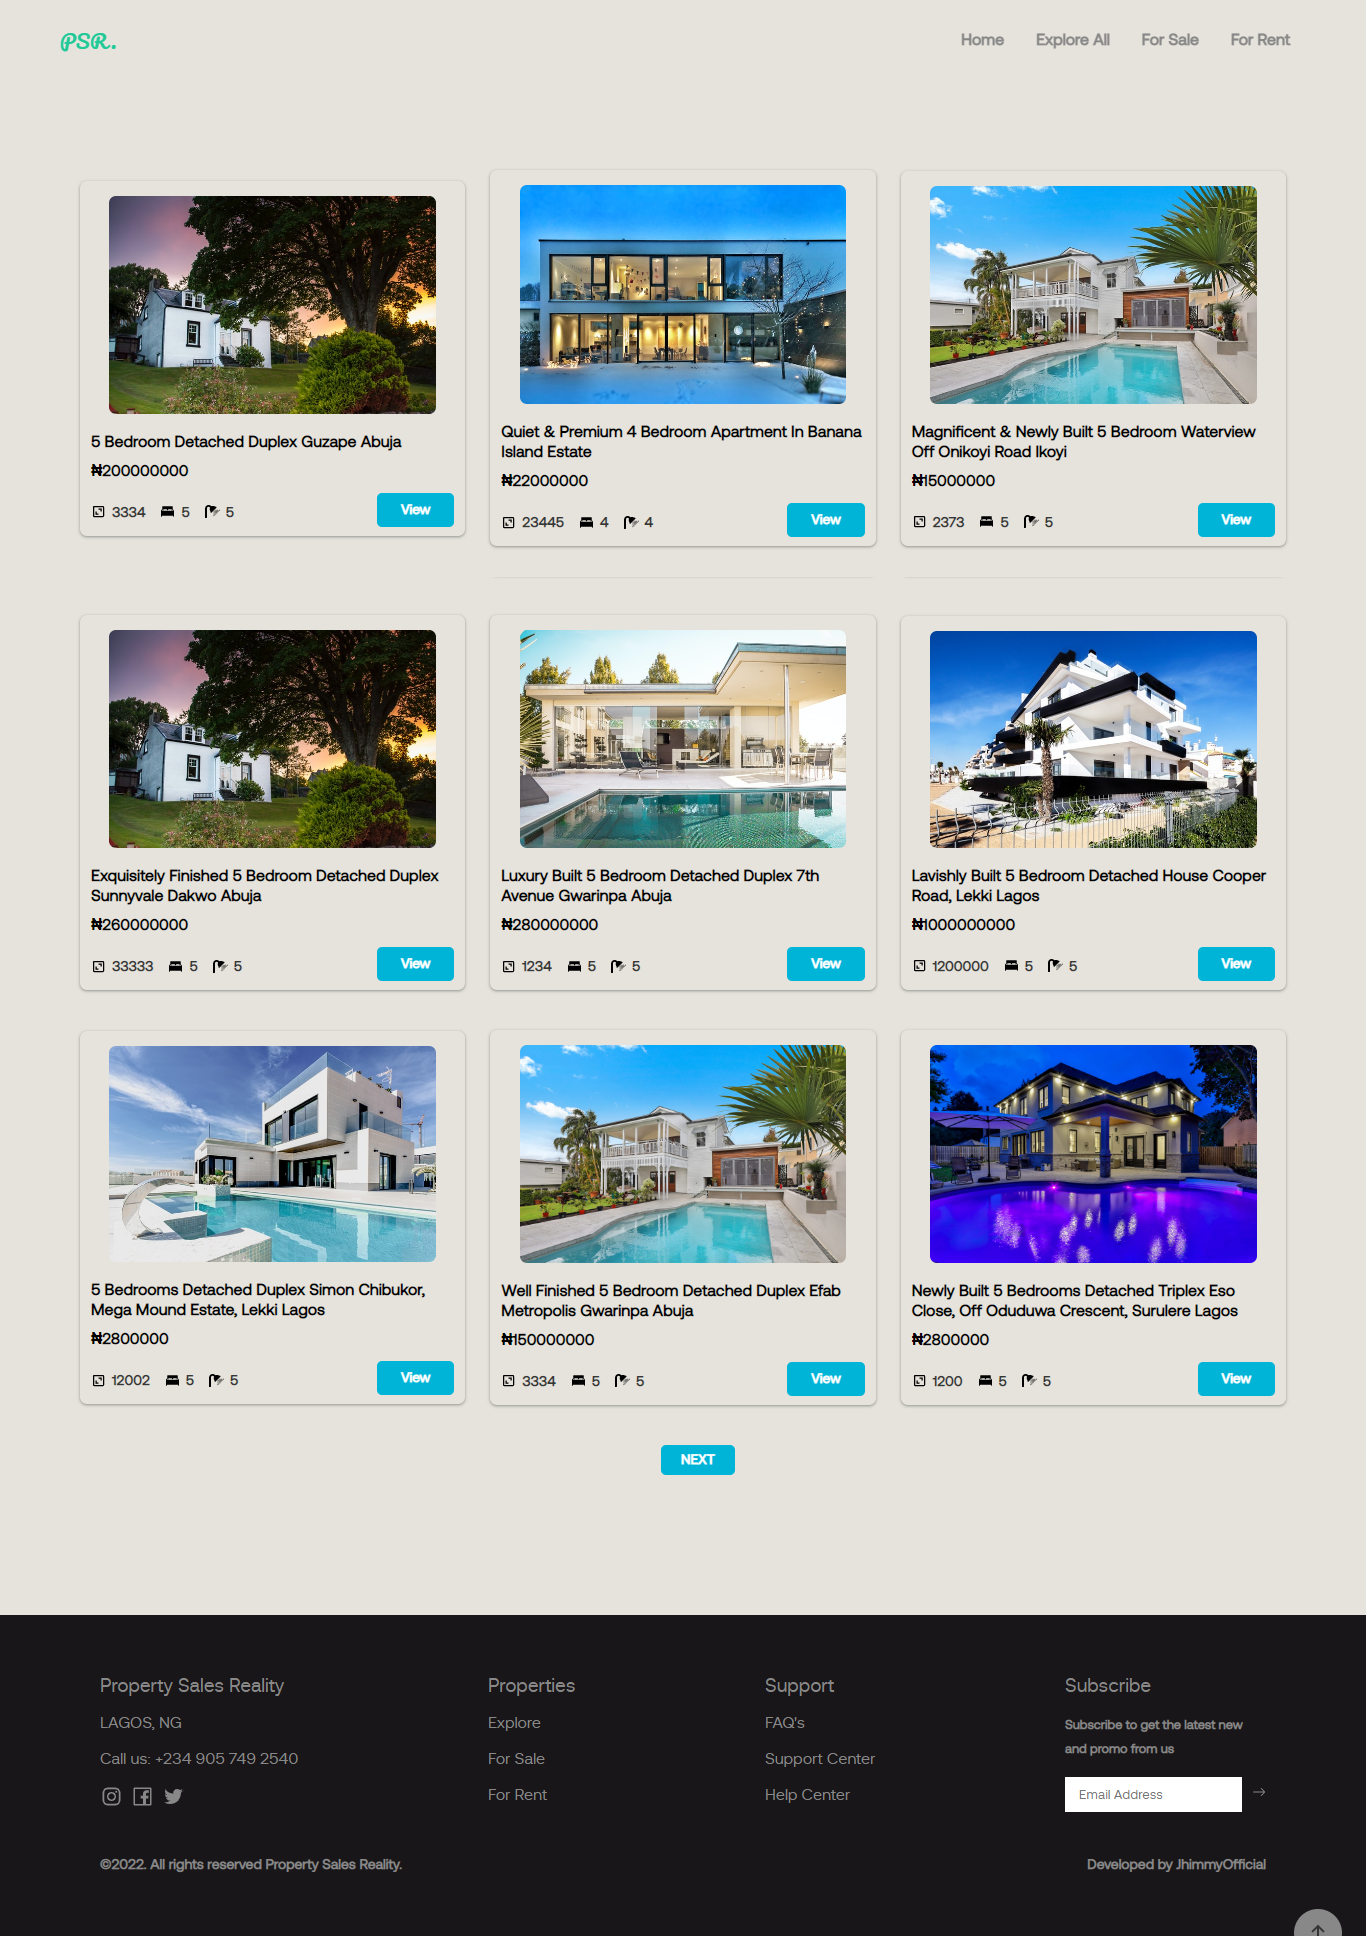 PSR.
Home
Explore All
For Sale
For Rent
5 Bedroom Detached Duplex Guzape Abuja
₦200000000
3334 5 5
View
Quiet & Premium 4 Bedroom Apartment In Banana
Island Estate
₦22000000
23445 4 4
View
Magnificent & Newly Built 5 Bedroom Waterview
Off Onikoyi Road Ikoyi
₦15000000
2373 5 5
View
Exquisitely Finished 5 Bedroom Detached Duplex
Sunnyvale Dakwo Abuja
₦260000000
33333 5 5
View
Luxury Built 5 Bedroom Detached Duplex 7th
Avenue Gwarinpa Abuja
₦280000000
1234 5 5
View
Lavishly Built 5 Bedroom Detached House Cooper
Road, Lekki Lagos
₦1000000000
1200000 5 5
View
5 Bedrooms Detached Duplex Simon Chibukor,
Mega Mound Estate, Lekki Lagos
₦2800000
12002 5 5
View
Well Finished 5 Bedroom Detached Duplex Efab
Metropolis Gwarinpa Abuja
₦150000000
3334 5 5
View
Newly Built 5 Bedrooms Detached Triplex Eso
Close, Off Oduduwa Crescent, Surulere Lagos
₦2800000
1200 5 5
View
NEXT
Property Sales Reality
LAGOS, NG
Call us: +234 905 749 2540
Properties
Explore
For Sale
For Rent
Support
FAQ's
Support Center
Help Center
Subscribe
Subscribe to get the latest new
and promo from us
Email Address
©2022. All rights reserved Property Sales Reality.
Developed by JhimmyOfficial